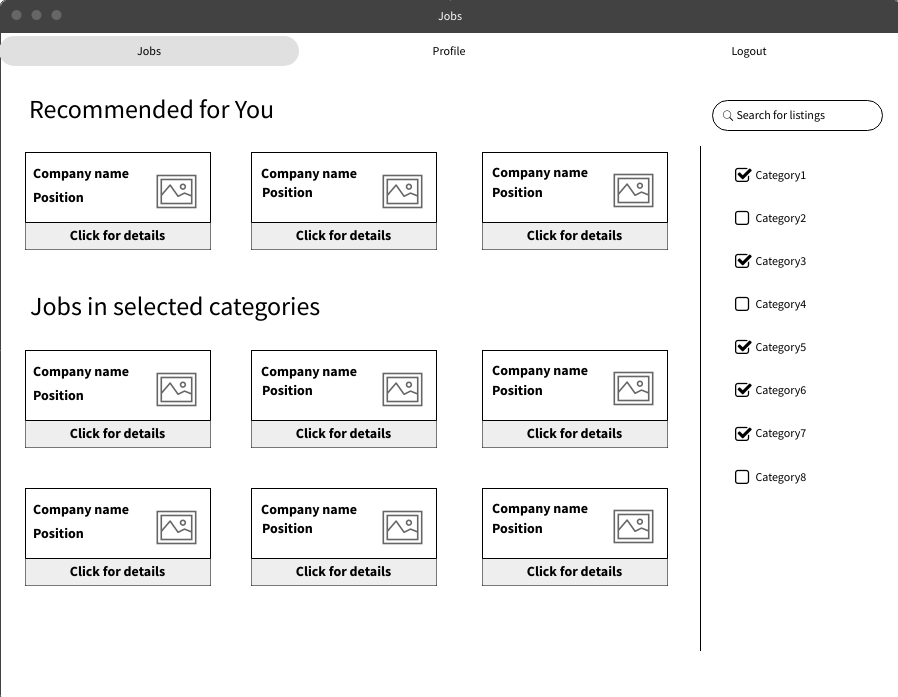 Jobs
Jobs
Profile
Logout
Recommended for You
Search for listings
Company name
Position
Click for details
Company name
Position
Click for details
Company name
Position
Click for details
Jobs in selected categories
Company name
Position
Click for details
Company name
Position
Click for details
Company name
Position
Click for details
Company name
Position
Click for details
Company name
Position
Click for details
Company name
Position
Click for details
Category1
Category2
Category3
Category4
Category5
Category6
Category7
Category8